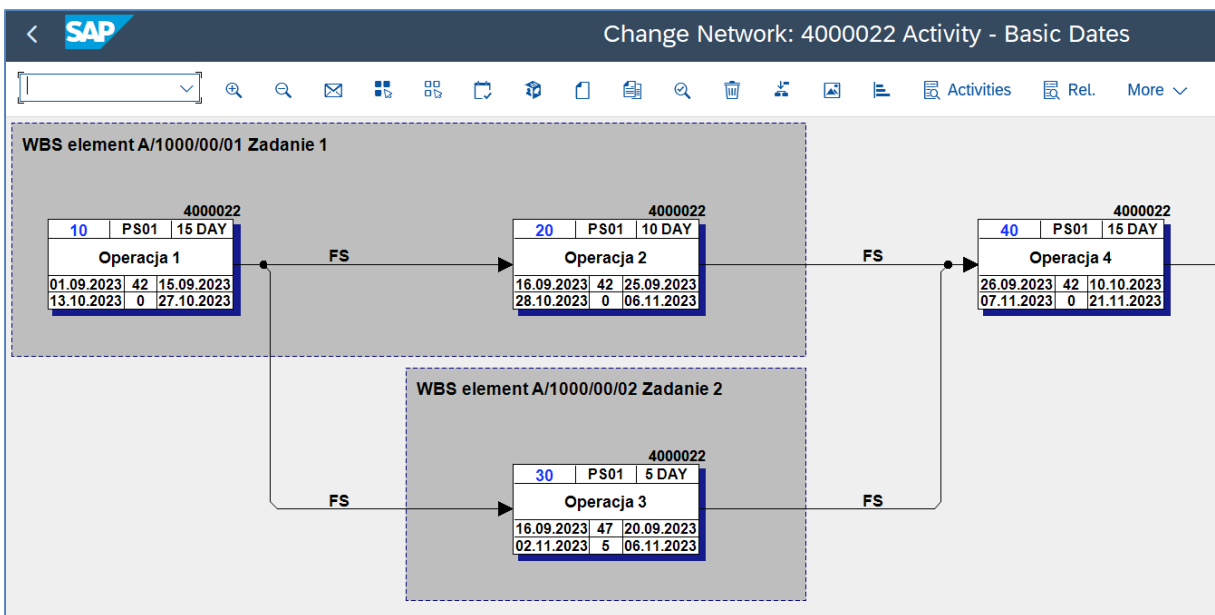 SAP Change Network: 4000022 Activity - Basic Dates
Activities Rel. More
WBS element A/1000/00/01 Zadanie 1
4000022
10 PS01 15 DAY
Operacja 1
01.09.2023 42 15.09.2023
13.10.2023 0 27.10.2023
FS
4000022
20 PS01 10 DAY
Operacja 2
16.09.2023 42 25.09.2023
28.10.2023 0 06.11.2023
FS
4000022
40 PS01 15 DAY
Operacja 4
26.09.2023 42 10.10.2023
07.11.2023 0 21.11.2023
WBS element A/1000/00/02 Zadanie 2
FS
4000022
30 PS01 5 DAY
Operacja 3
16.09.2023 47 20.09.2023
02.11.2023 5 06.11.2023
FS